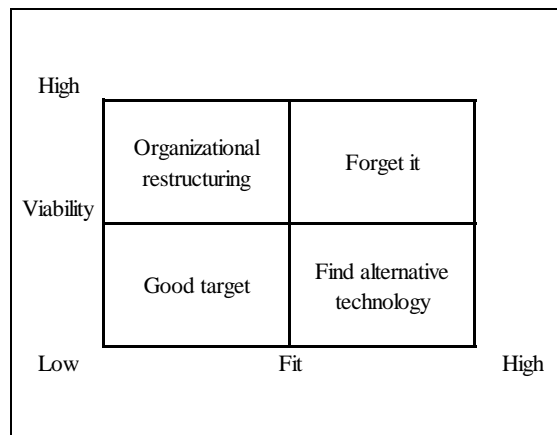 High
Organizational
restructuring
Forget it
Viability
Good target
Find alternative
technology
Low
Fit
High